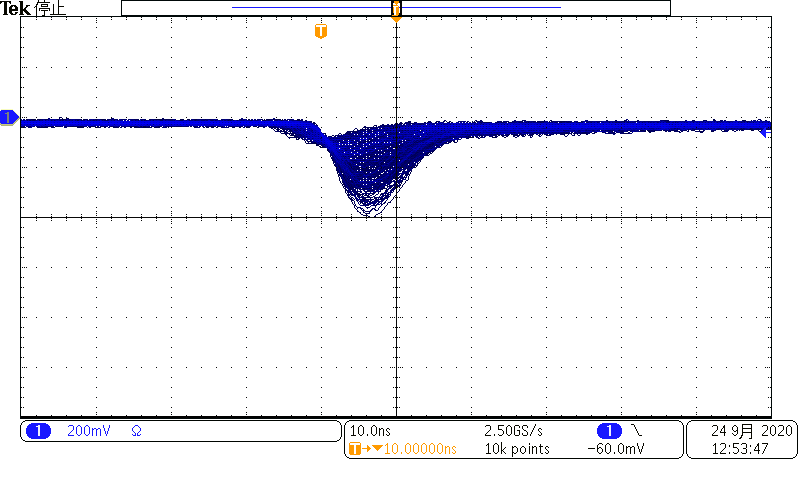 Tek 停止
T
T
1
1 200mV Ω
10.0ns 2.50GS/s 1
T→▼10.00000ns 10k points −60.0mV
24 9月 2020
12:53:47